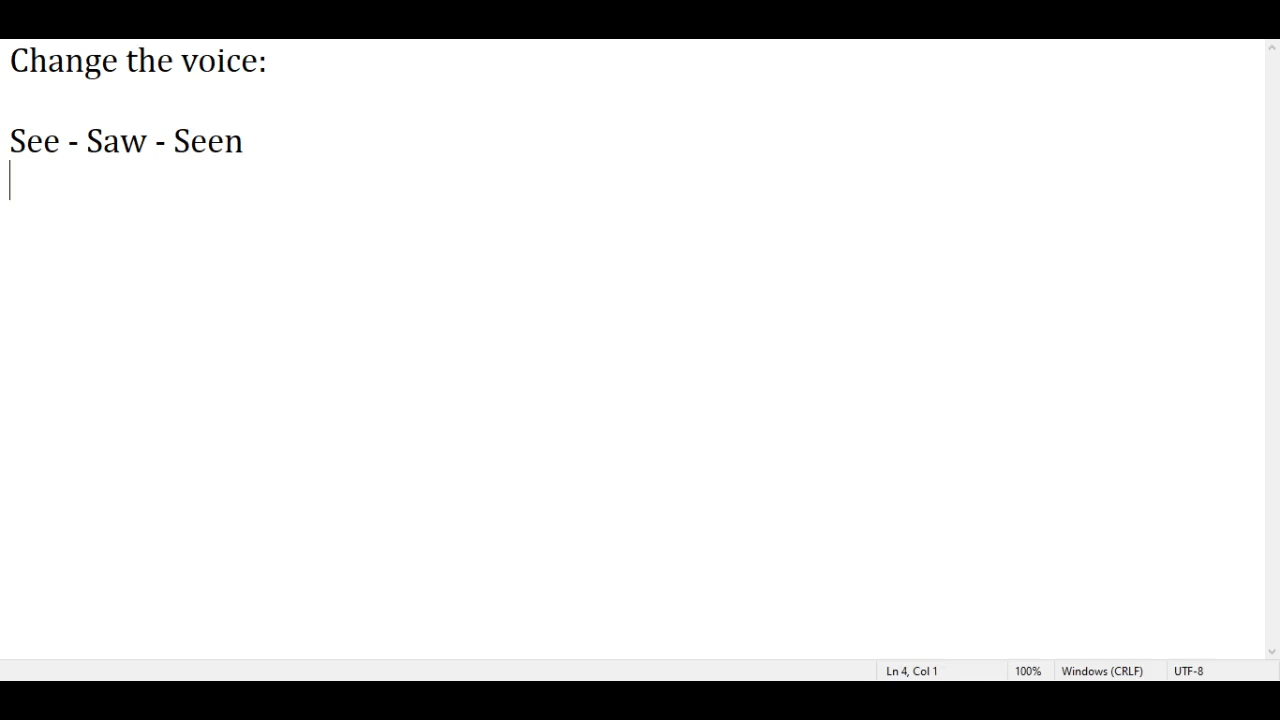 Change the voice:
See - Saw - Seen
Ln 4, Col 1 100% Windows (CRLF) UTF-8